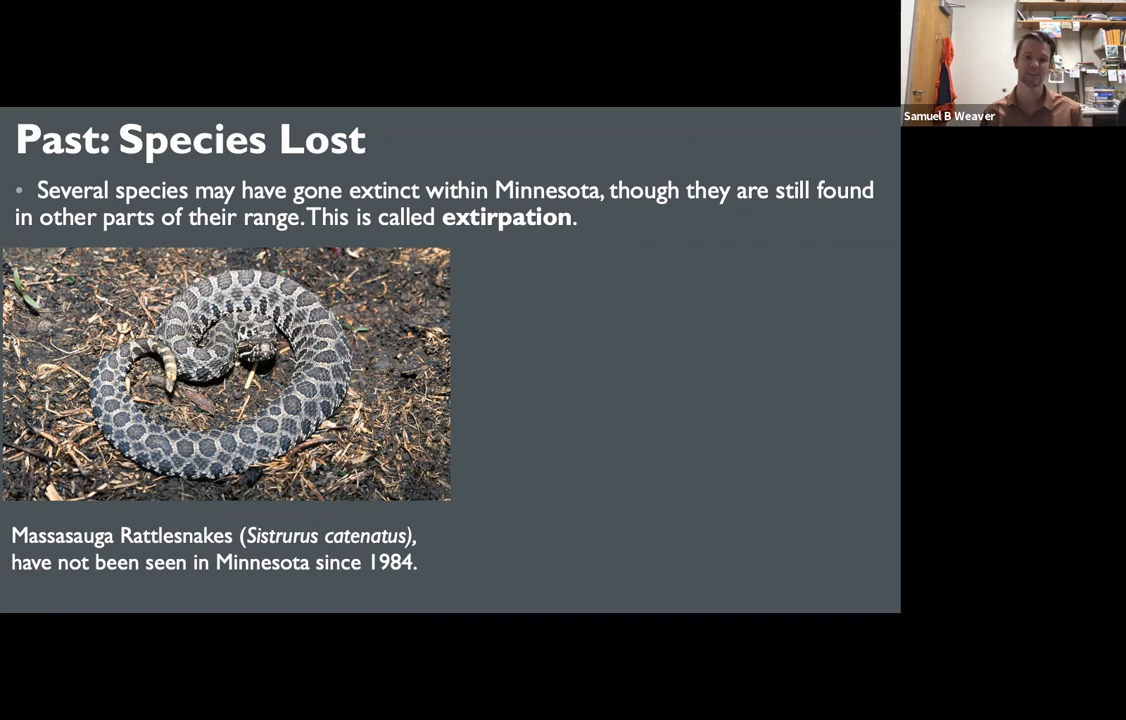 Past: Species Lost
• Several species may have gone extinct within Minnesota, though they are still found
in other parts of their range. This is called extirpation.
Massasauga Rattlesnakes (Sistrurus catenatus),
have not been seen in Minnesota since 1984.
Samuel B Weaver